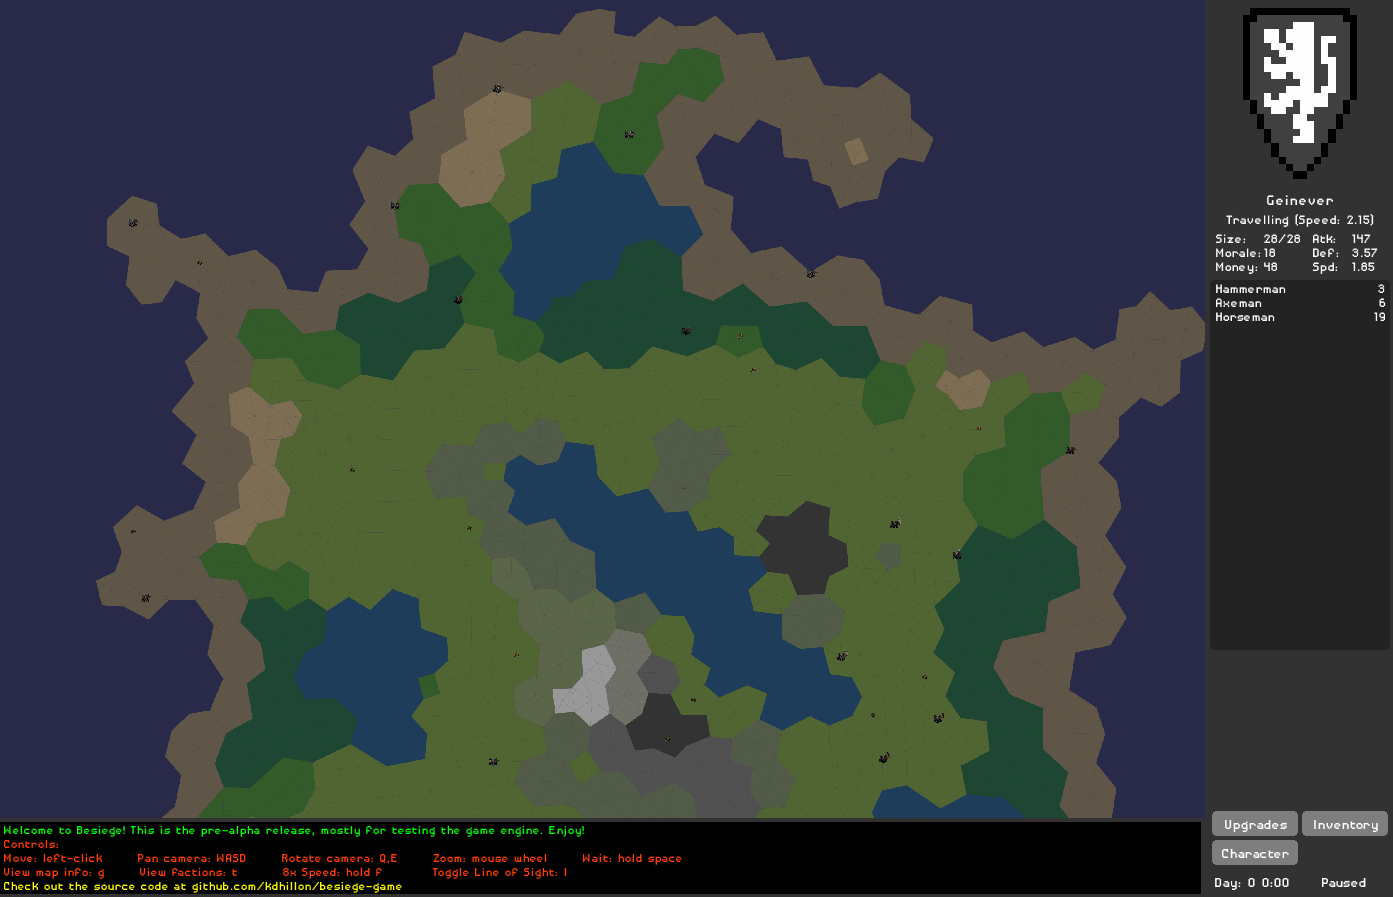 Geinever
Travelling (Speed: 2.15)
Size: 28/28 Atk: 147
Morale: 18 Def: 3.57
Money: 48 Spd: 1.85
Hammerman 3
Axeman 6
Horseman 19
Upgrades Inventory
Character
Day: 0 0:00 Paused
Welcome to Besiege! This is the pre-alpha release, mostly for testing the game engine. Enjoy!
Controls:
Move: left-click Pan camera: WASD Rotate camera: Q,E Zoom: mouse wheel Wait: hold space
View map info: g View Factions: t 8x Speed: hold f Toggle Line of Sight: l
Check out the source code at github.com/kdhillon/besiege-game